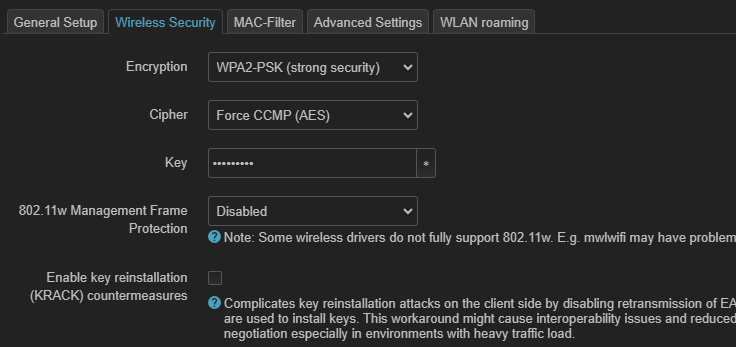 General Setup Wireless Security MAC-Filter Advanced Settings WLAN roaming
Encryption WPA2-PSK (strong security)
Cipher Force CCMP (AES)
Key ••••••••• *
802.11w Management Frame
Protection
Disabled
Note: Some wireless drivers do not fully support 802.11w. E.g. mwlwifi may have problem
Enable key reinstallation
(KRACK) countermeasures
Complicates key reinstallation attacks on the client side by disabling retransmission of EA
are used to install keys. This workaround might cause interoperability issues and reduced
negotiation especially in environments with heavy traffic load.